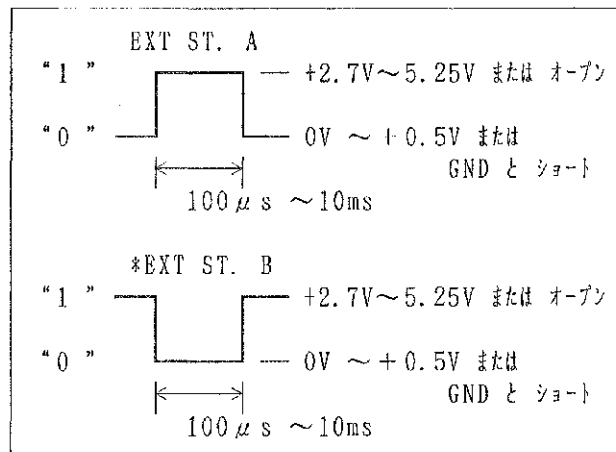 EXT ST. A
“1” +2.7V～5.25V または オープン
“0” 0V ～ +0.5V または
GND と ショート
100μs ～10ms
*EXT ST. B
“1” +2.7V～5.25V または オープン
“0” 0V ～ +0.5V または
GND と ショート
100μs ～10ms